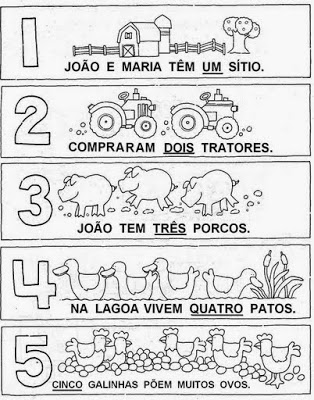 1
JOÃO E MARIA TÊM UM SÍTIO.
2
COMPRARAM DOIS TRATORES.
3
JOÃO TEM TRÊS PORCOS.
4
NA LAGOA VIVEM QUATRO PATOS.
5
CINCO GALINHAS PÕEM MUITOS OVOS.